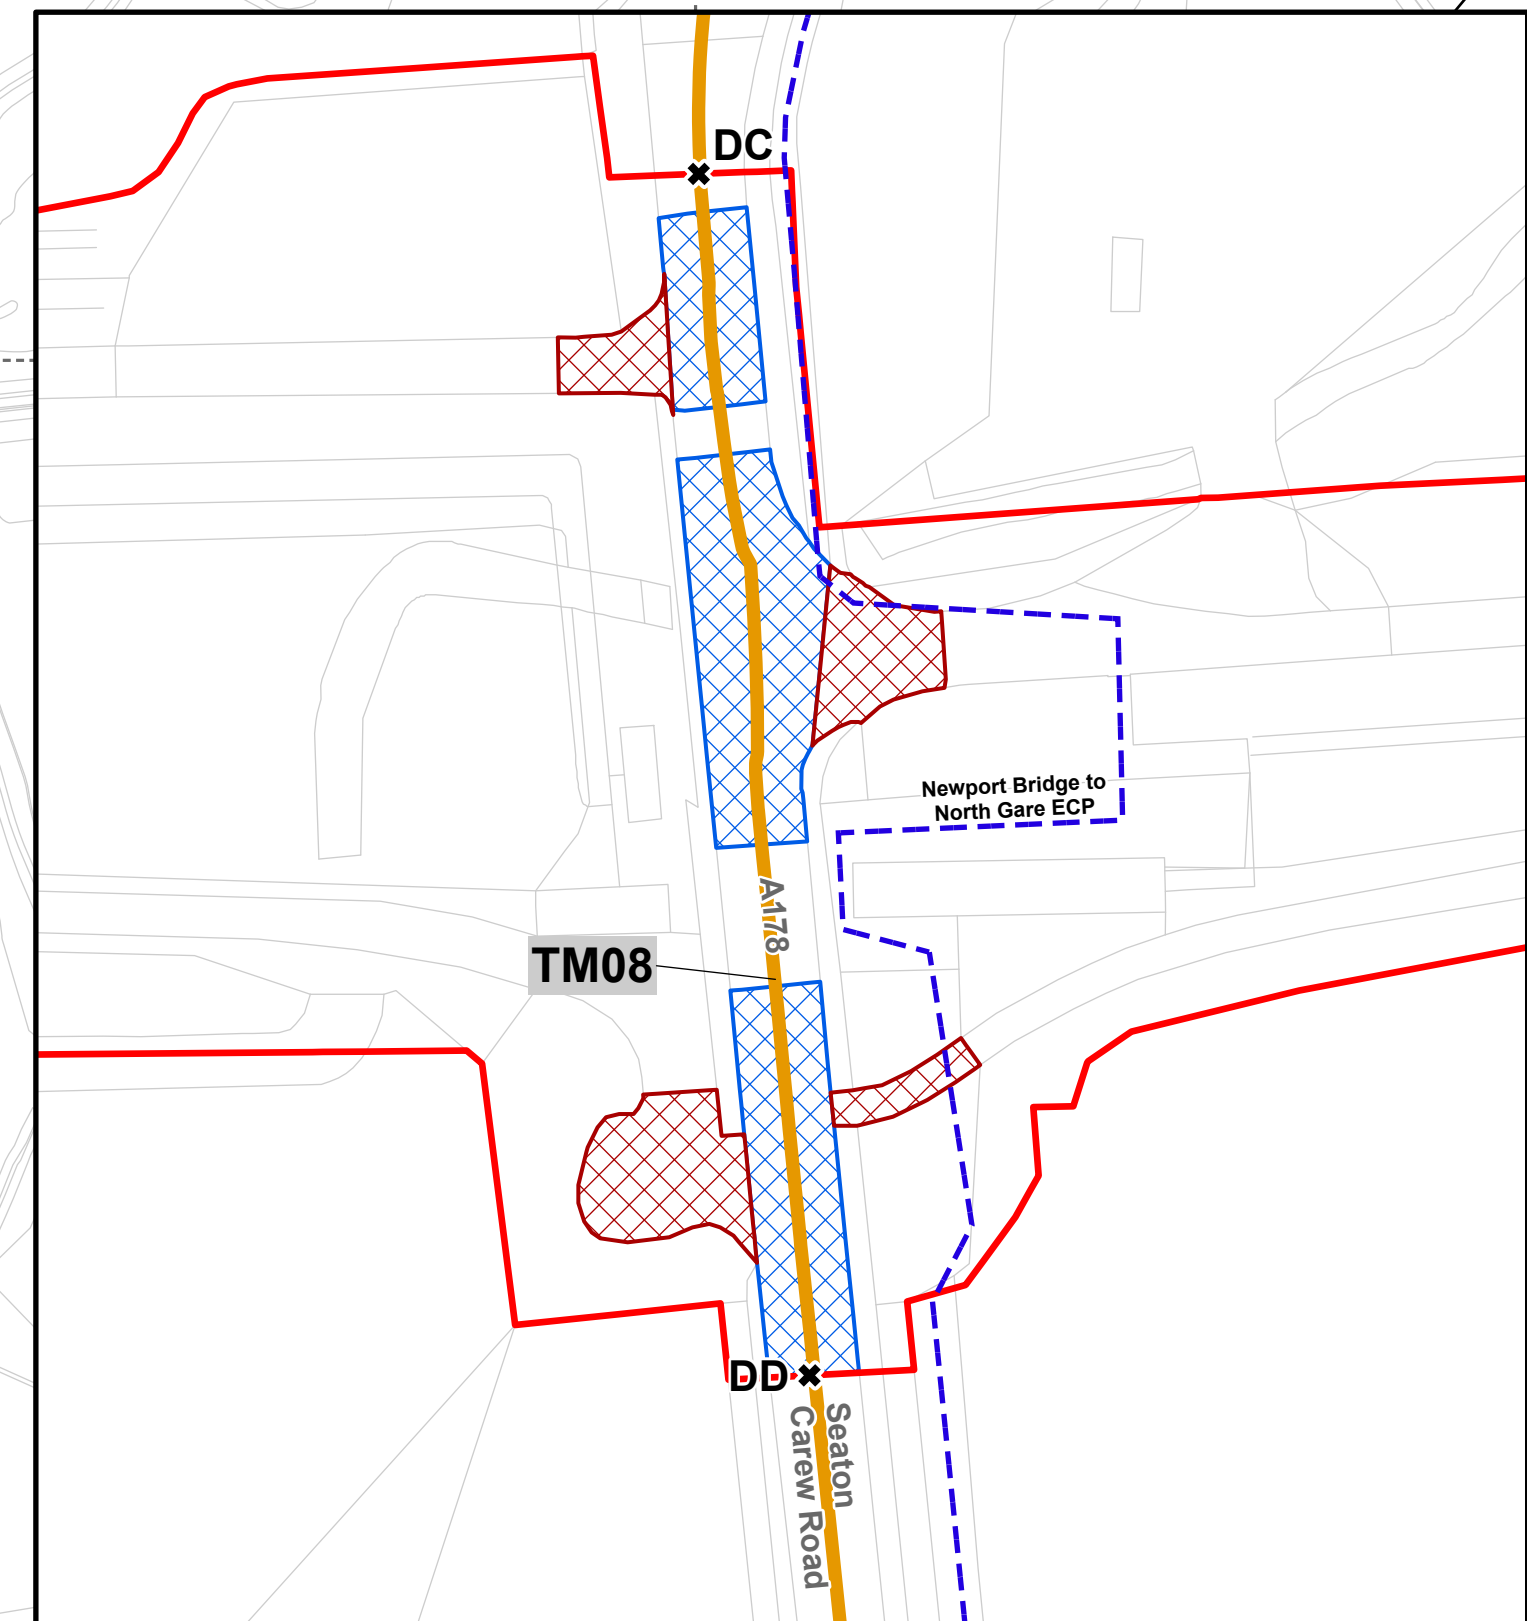 DC
Newport Bridge to
North Gare ECP
A178
TM08
DD
Seaton
Carew Road